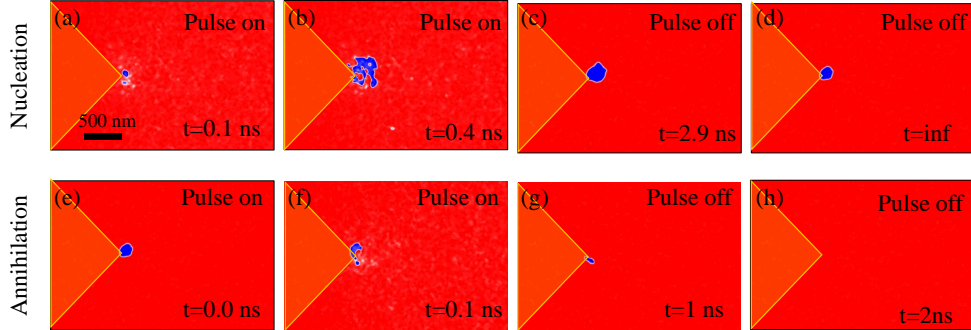 Nucleation
(a) Pulse on
500 nm
t=0.1 ns
(b) Pulse on
t=0.4 ns
(c) Pulse off
t=2.9 ns
(d) Pulse off
t=inf
Annihilation
(e) Pulse on
t=0.0 ns
(f) Pulse on
t=0.1 ns
(g) Pulse off
t=1 ns
(h) Pulse off
t=2ns